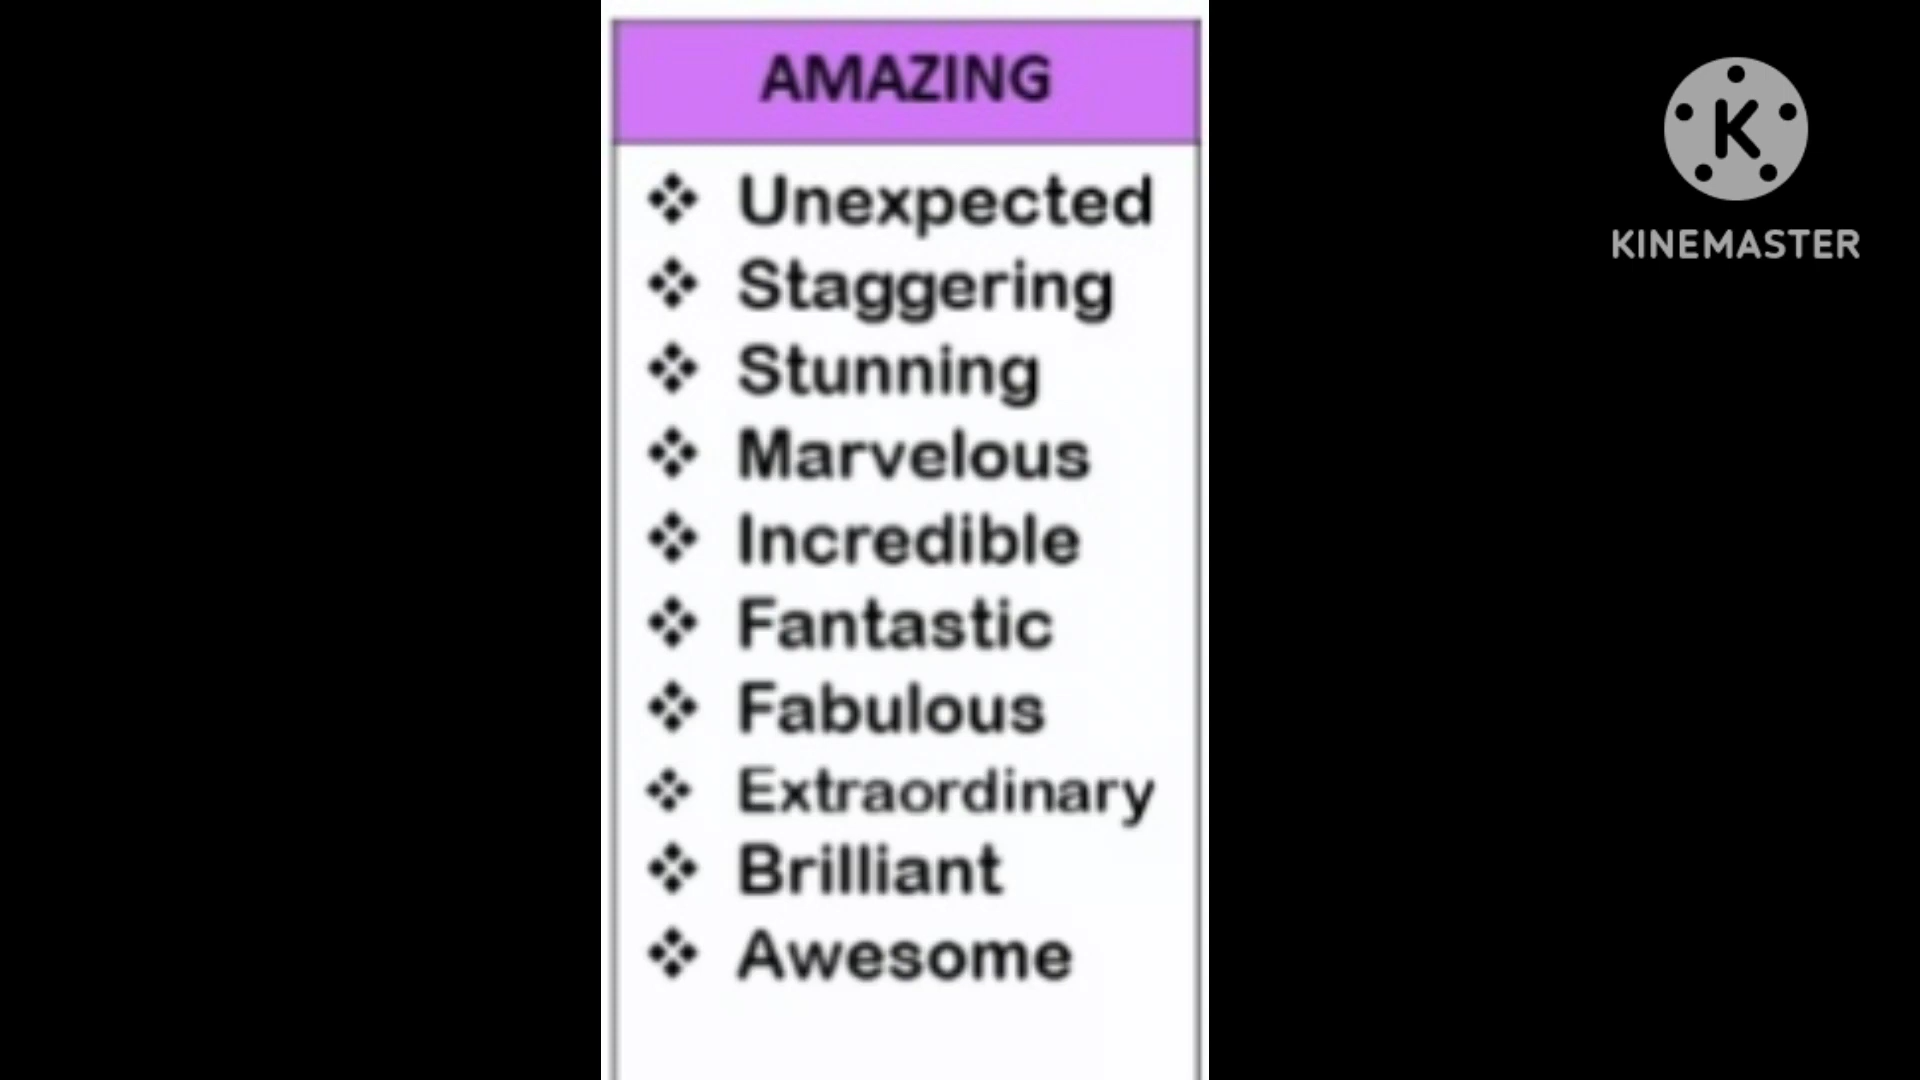 AMAZING
❖ Unexpected
❖ Staggering
❖ Stunning
❖ Marvelous
❖ Incredible
❖ Fantastic
❖ Fabulous
❖ Extraordinary
❖ Brilliant
❖ Awesome
K
KINEMASTER